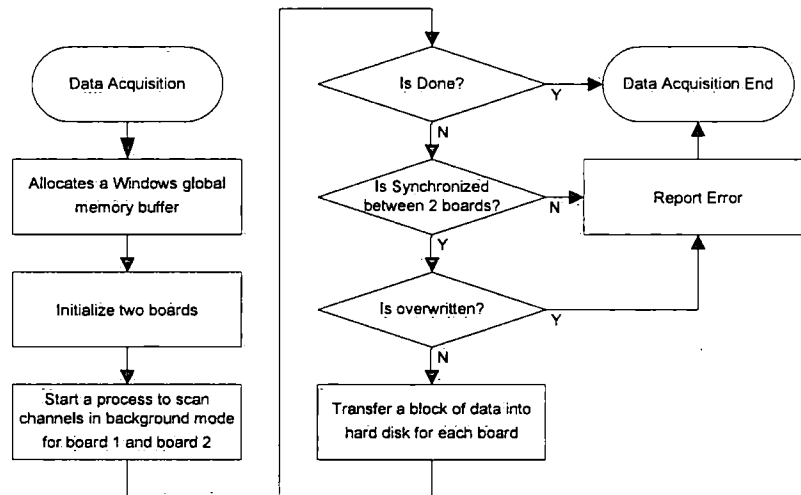 Data Acquisition
Allocates a Windows global
memory buffer
Initialize two boards
Start a process to scan
channels in background mode
for board 1 and board 2
Is Done?
Y
Data Acquisition End
N
Is Synchronized
between 2 boards?
N
Report Error
Y
Is overwritten?
Y
N
Transfer a block of data into
hard disk for each board